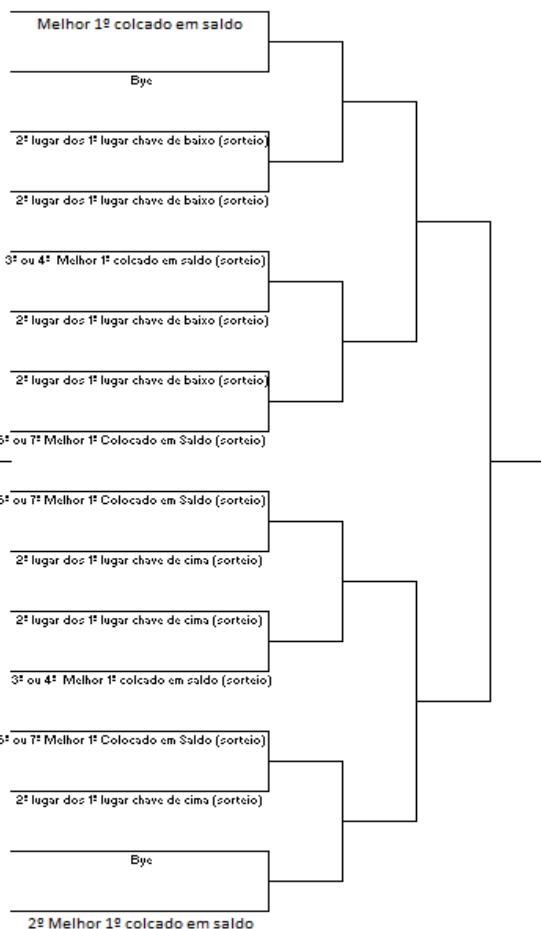 Melhor 1º colcado em saldo
Bye
2º lugar dos 1º lugar chave de baixo (sorteio)
2º lugar dos 1º lugar chave de baixo (sorteio)
3º ou 4º Melhor 1º colcado em saldo (sorteio)
2º lugar dos 1º lugar chave de baixo (sorteio)
2º lugar dos 1º lugar chave de baixo (sorteio)
ou 7º Melhor 1º Colocado em Saldo (sorteio)
ou 7º Melhor 1º Colocado em Saldo (sorteio)
2º lugar dos 1º lugar chave de cima (sorteio)
2º lugar dos 1º lugar chave de cima (sorteio)
3º ou 4º Melhor 1º colcado em saldo (sorteio)
ou 7º Melhor 1º Colocado em Saldo (sorteio)
2º lugar dos 1º lugar chave de cima (sorteio)
Bye
2º Melhor 1º colcado em saldo